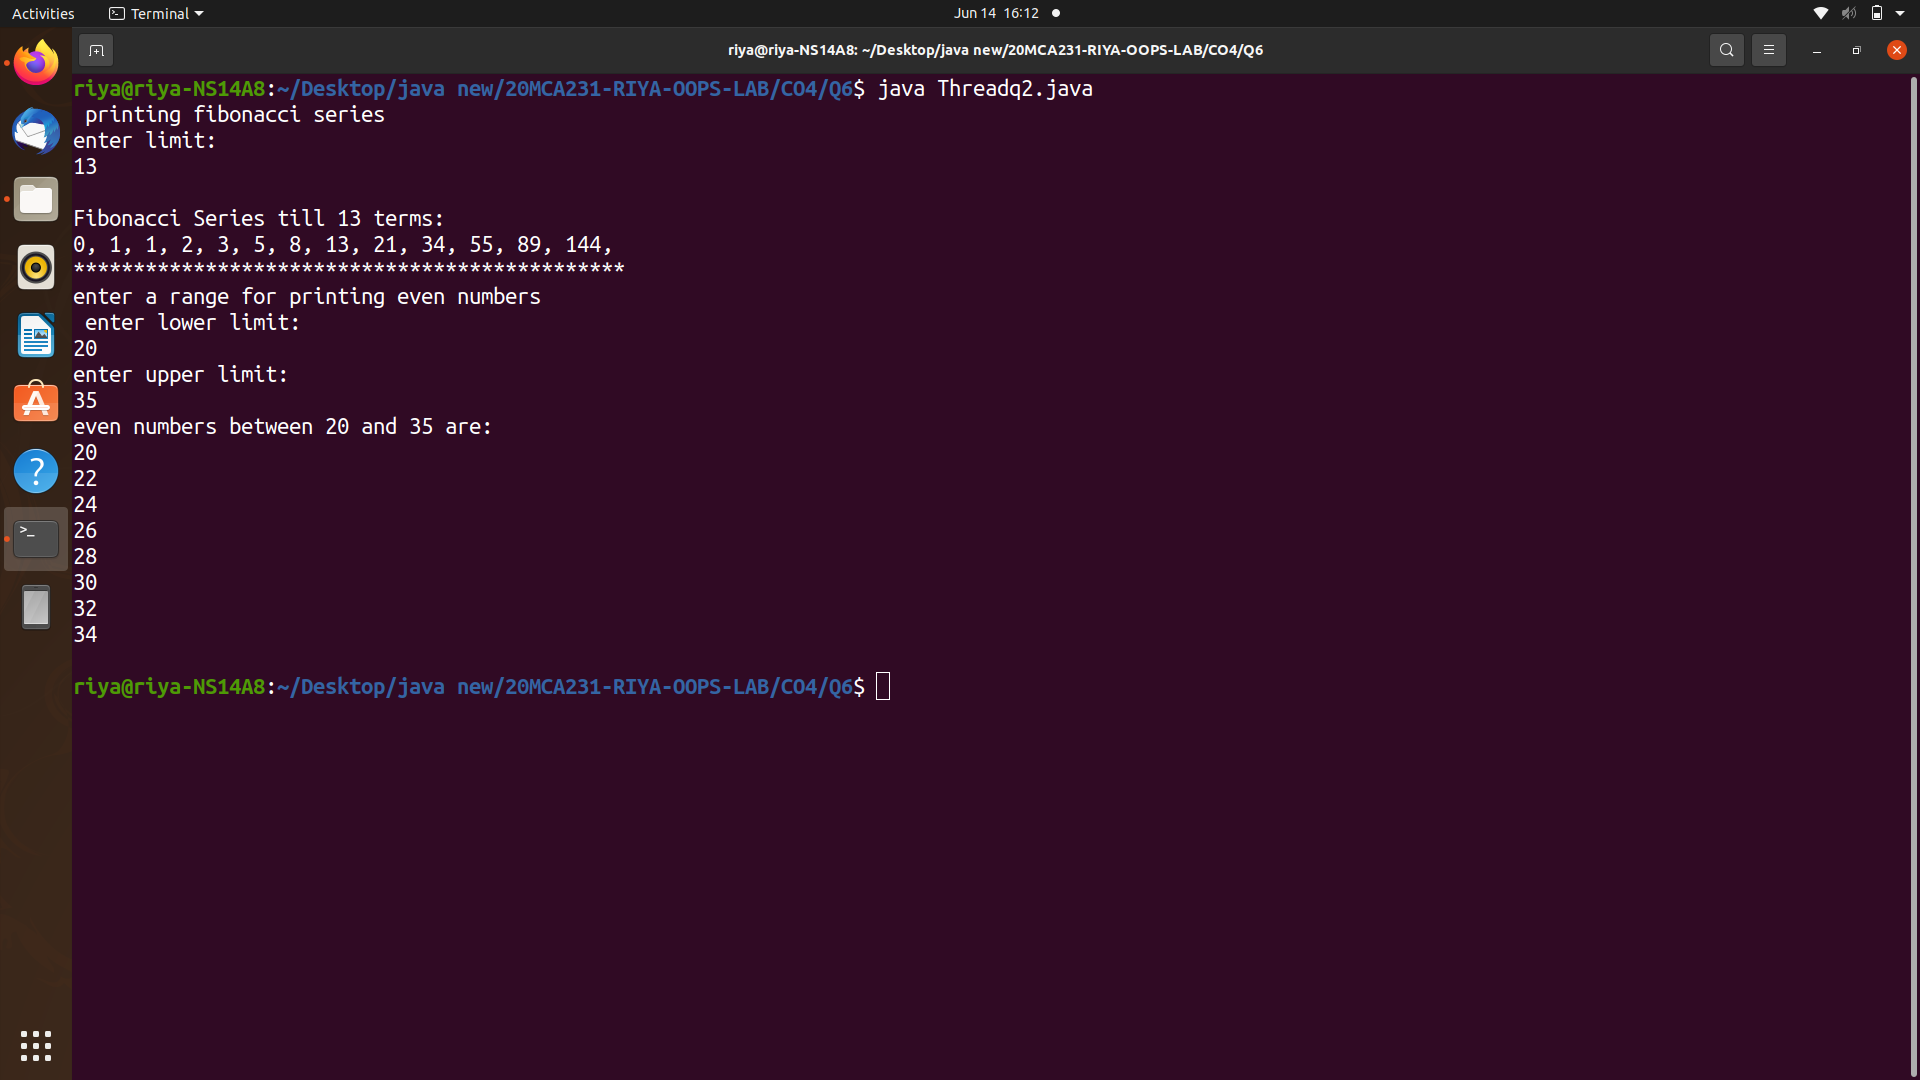 Activities Terminal Jun 14 16:12
riya@riya-NS14A8: ~/Desktop/java new/20MCA231-RIYA-OOPS-LAB/CO4/Q6
riya@riya-NS14A8:~/Desktop/java new/20MCA231-RIYA-OOPS-LAB/CO4/Q6$ java Threadq2.java
 printing fibonacci series
enter limit:
13
Fibonacci Series till 13 terms:
0, 1, 1, 2, 3, 5, 8, 13, 21, 34, 55, 89, 144,
**********************************************
enter a range for printing even numbers
 enter lower limit:
20
enter upper limit:
35
even numbers between 20 and 35 are:
20
22
24
26
28
30
32
34
riya@riya-NS14A8:~/Desktop/java new/20MCA231-RIYA-OOPS-LAB/CO4/Q6$